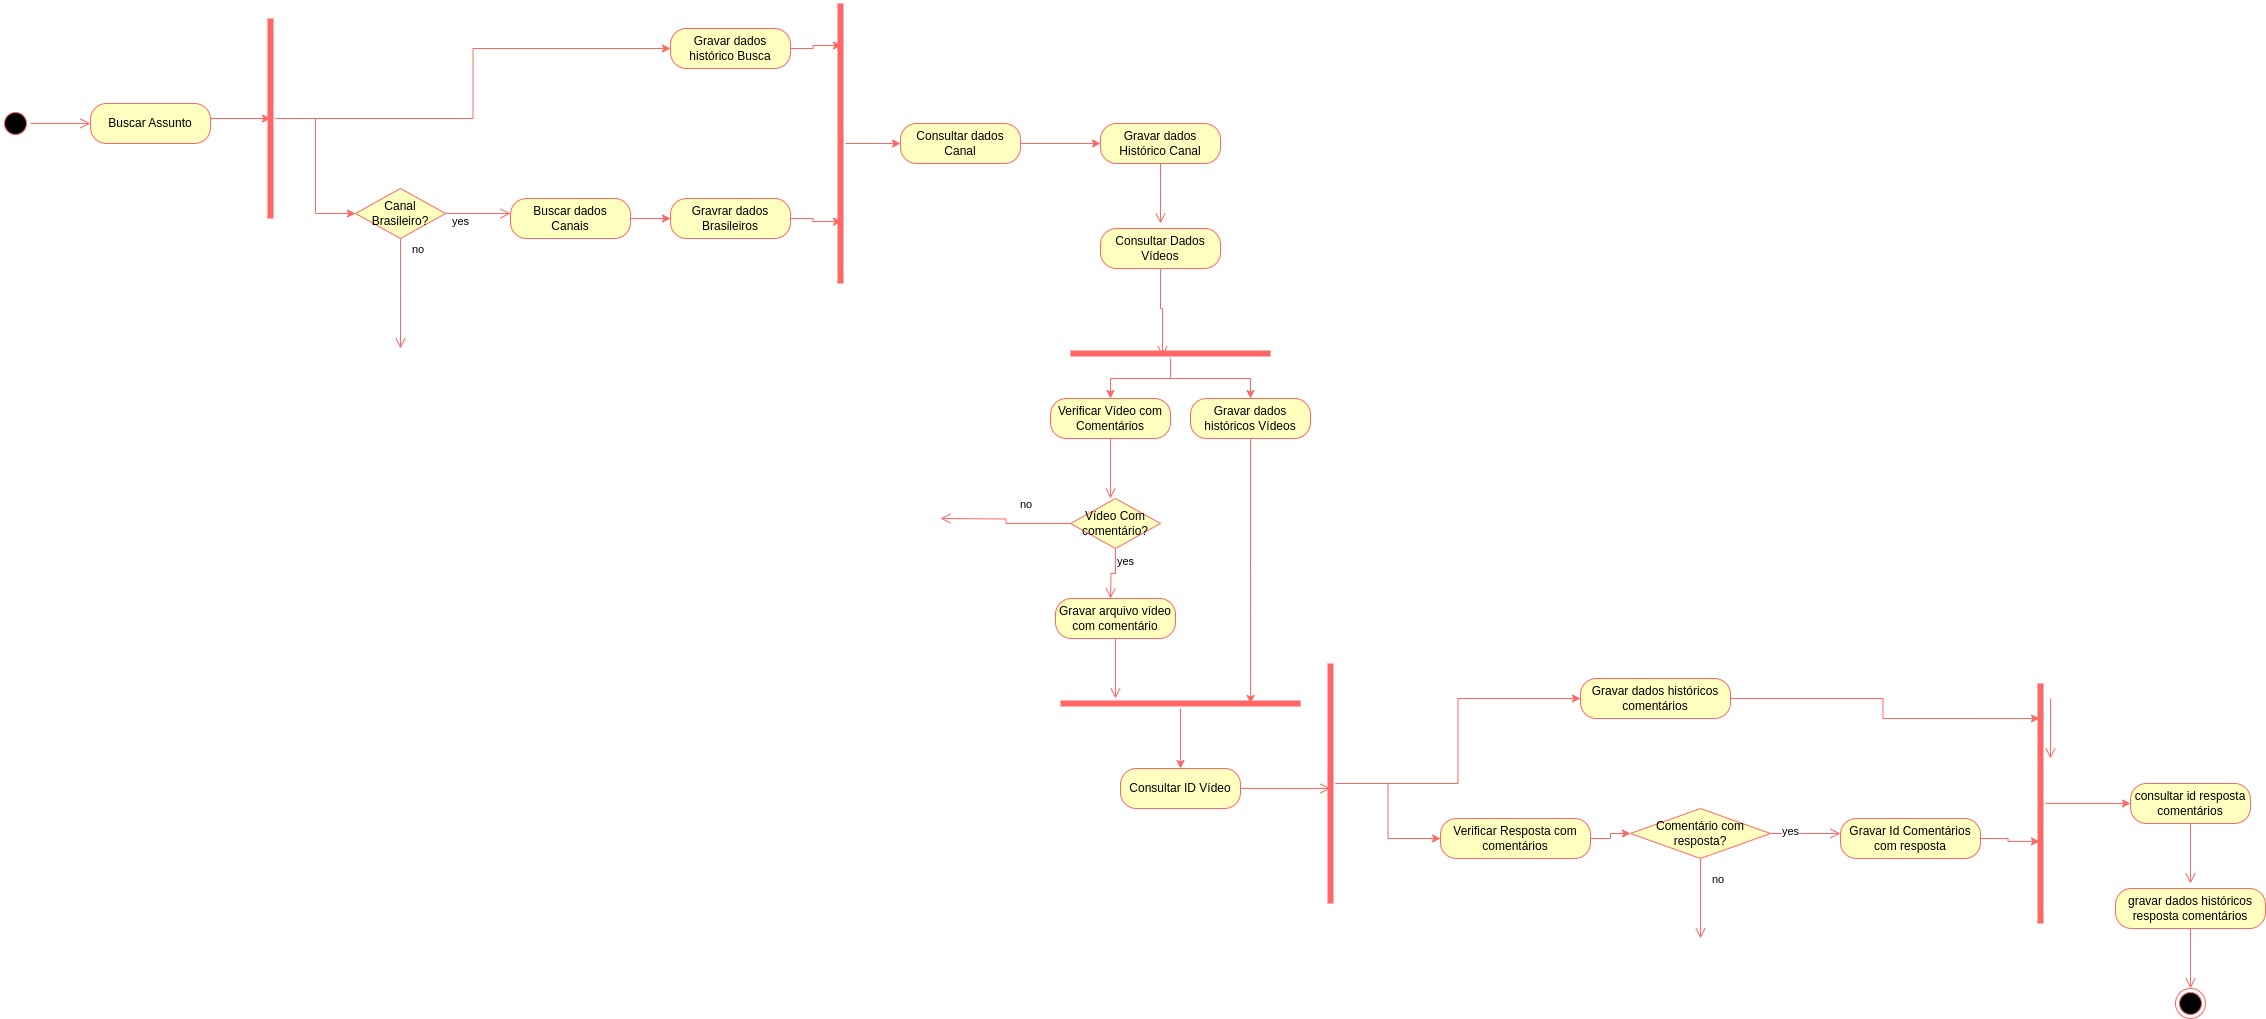 Gravar dados
histórico Busca
Buscar Assunto
Consultar dados
Canal
Gravar dados
Histórico Canal
Canal
Brasileiro?
yes
no
Buscar dados
Canais
Gravrar dados
Brasileiros
Consultar Dados
Vídeos
Verificar Vídeo com
Comentários
Gravar dados
históricos Vídeos
no
Vídeo Com
comentário?
yes
Gravar arquivo vídeo
com comentário
Consultar ID Vídeo
Gravar dados históricos
comentários
Verificar Resposta com
comentários
Comentário com
resposta?
yes
no
Gravar Id Comentários
com resposta
consultar id resposta
comentários
gravar dados históricos
resposta comentários